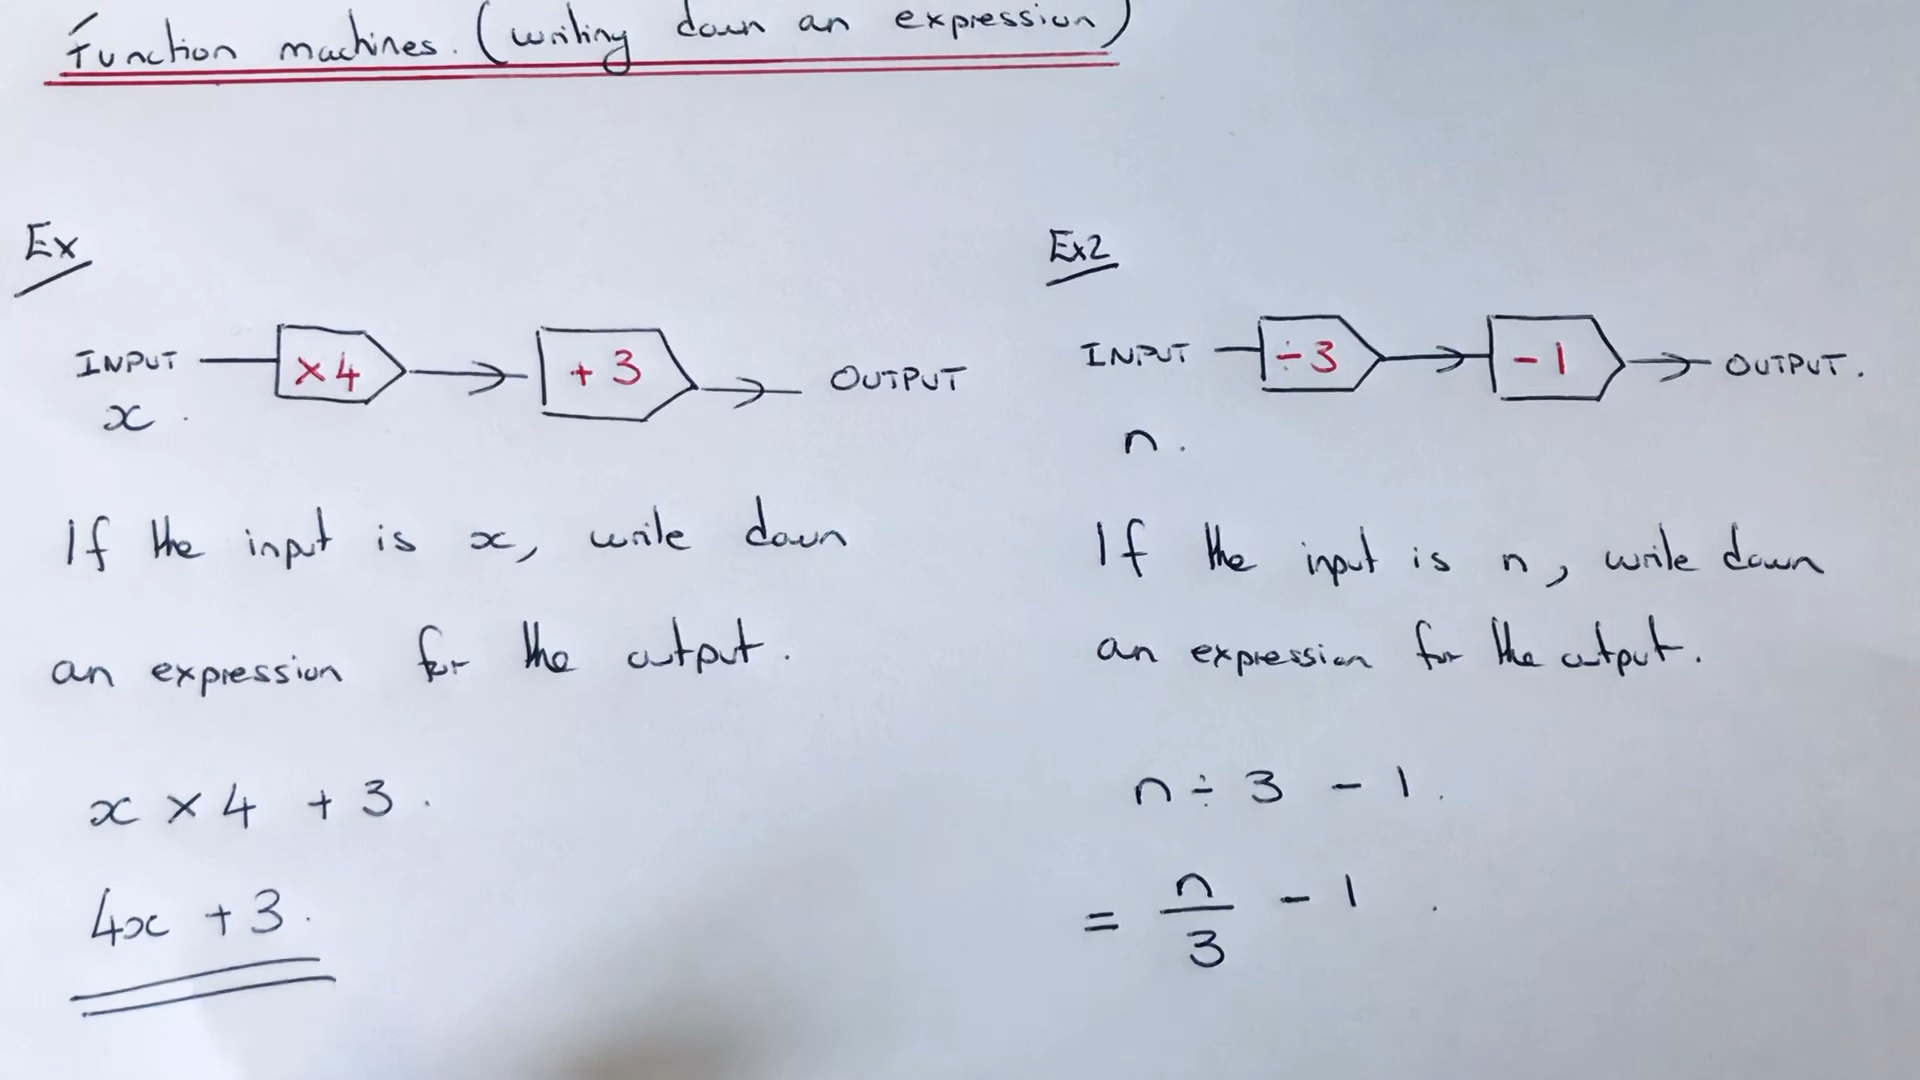 Function machines. (writing down an expression)
Ex
INPUT ×4 +3 OUTPUT
x.
If the input is x, write down
an expression for the output.
x × 4 + 3.
4x + 3.
Ex2
INPUT ÷3 -1 OUTPUT.
n.
If the input is n, write down
an expression for the output.
n ÷ 3 - 1.
= n/3 - 1.